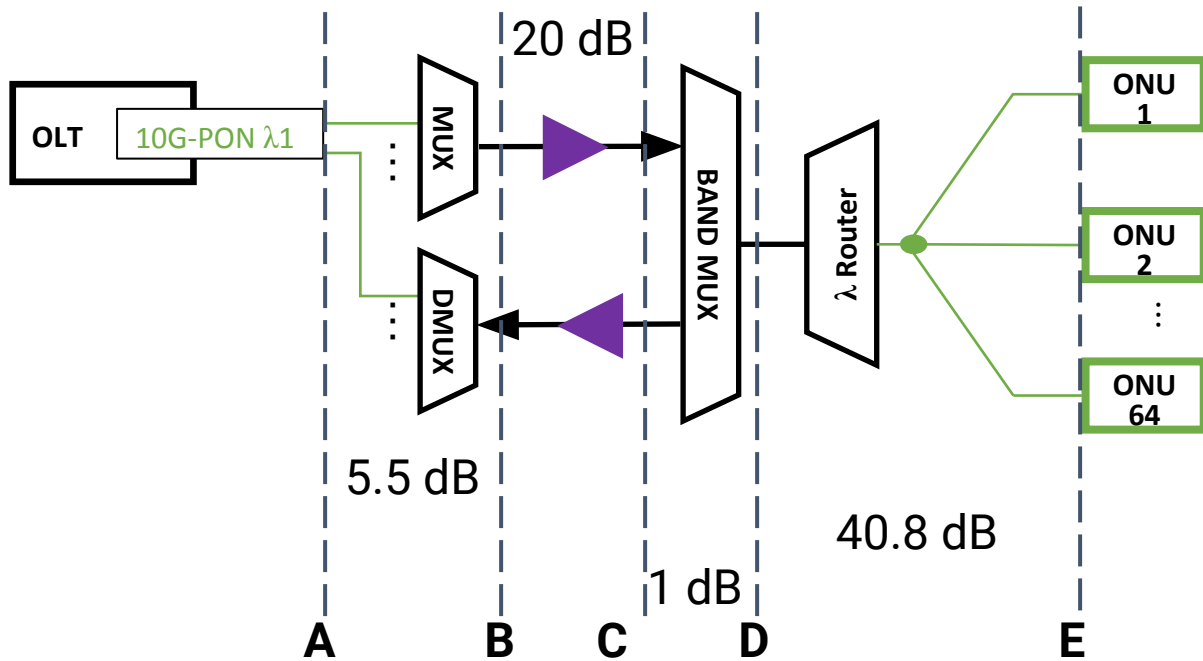 20 dB
OLT
10G-PON λ1
MUX
...
DMUX
...
BAND MUX
λ Router
ONU
1
ONU
2
...
ONU
64
5.5 dB
40.8 dB
1 dB
A
B
C
D
E